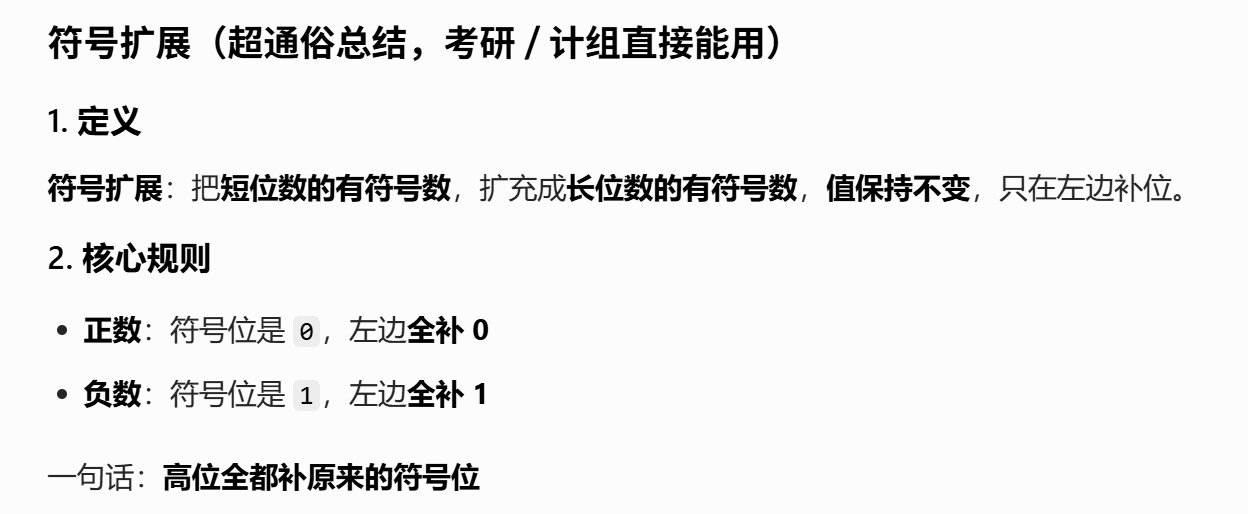 符号扩展（超通俗总结，考研 / 计组直接能用）
1. 定义
符号扩展：把短位数的有符号数，扩充成长位数的有符号数，值保持不变，只在左边补位。
2. 核心规则
• 正数：符号位是 0，左边全补 0
• 负数：符号位是 1，左边全补 1
一句话：高位全都补原来的符号位